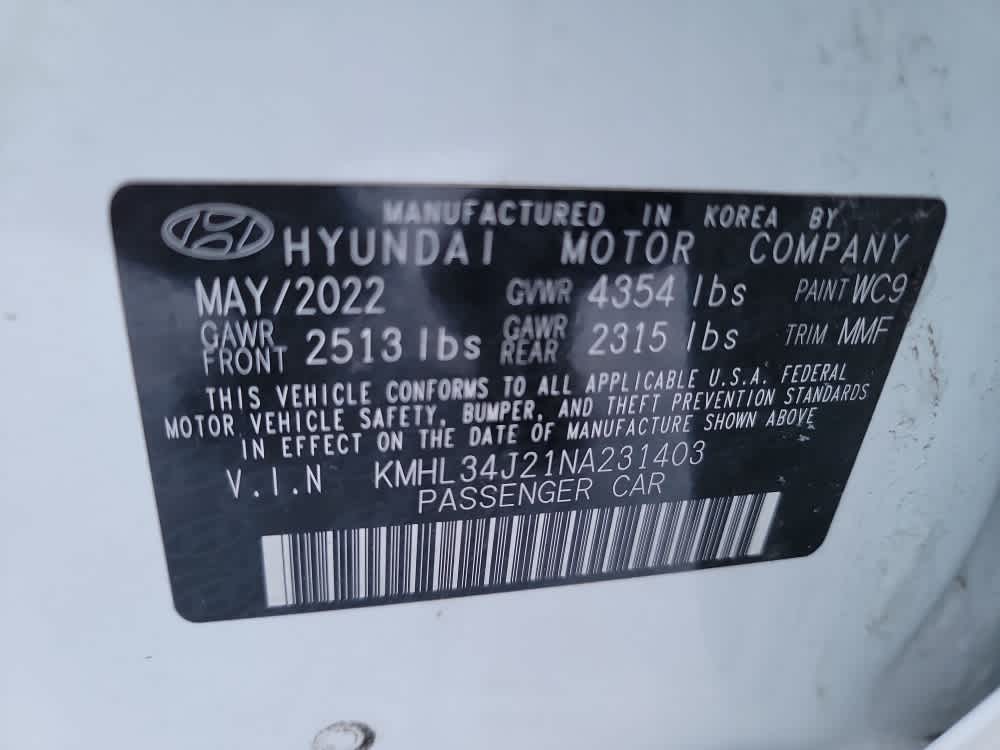 MANUFACTURED IN KOREA BY
HYUNDAI MOTOR COMPANY
MAY/2022 GVWR 4354 lbs PAINT WC9
GAWR FRONT 2513 lbs GAWR REAR 2315 lbs TRIM MMF
THIS VEHICLE CONFORMS TO ALL APPLICABLE U.S.A. FEDERAL
MOTOR VEHICLE SAFETY, BUMPER, AND THEFT PREVENTION STANDARDS
IN EFFECT ON THE DATE OF MANUFACTURE SHOWN ABOVE
V.I.N KMHL34J21NA231403
PASSENGER CAR